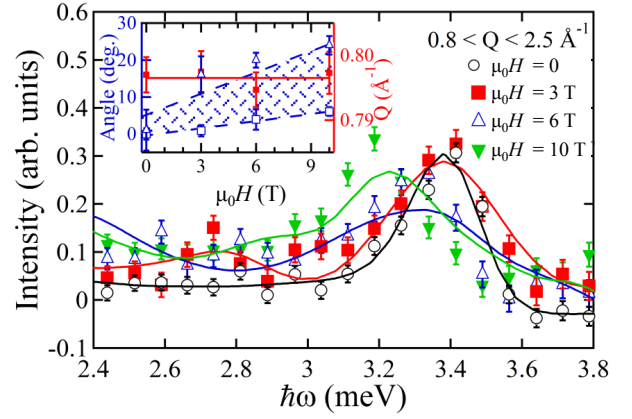 0.6
0.5
0.4
0.3
0.2
0.1
0
-0.1
Intensity (arb. units)
2.4 2.6 2.8 3 3.2 3.4 3.6 3.8
ℏω (meV)
0.8 < Q < 2.5 Å⁻¹
μ₀H = 0
μ₀H = 3 T
μ₀H = 6 T
μ₀H = 10 T
30
20
10
0
Angle (deg.)
0 3 6 9
μ₀H (T)
0.80
0.79
Q (Å⁻¹)